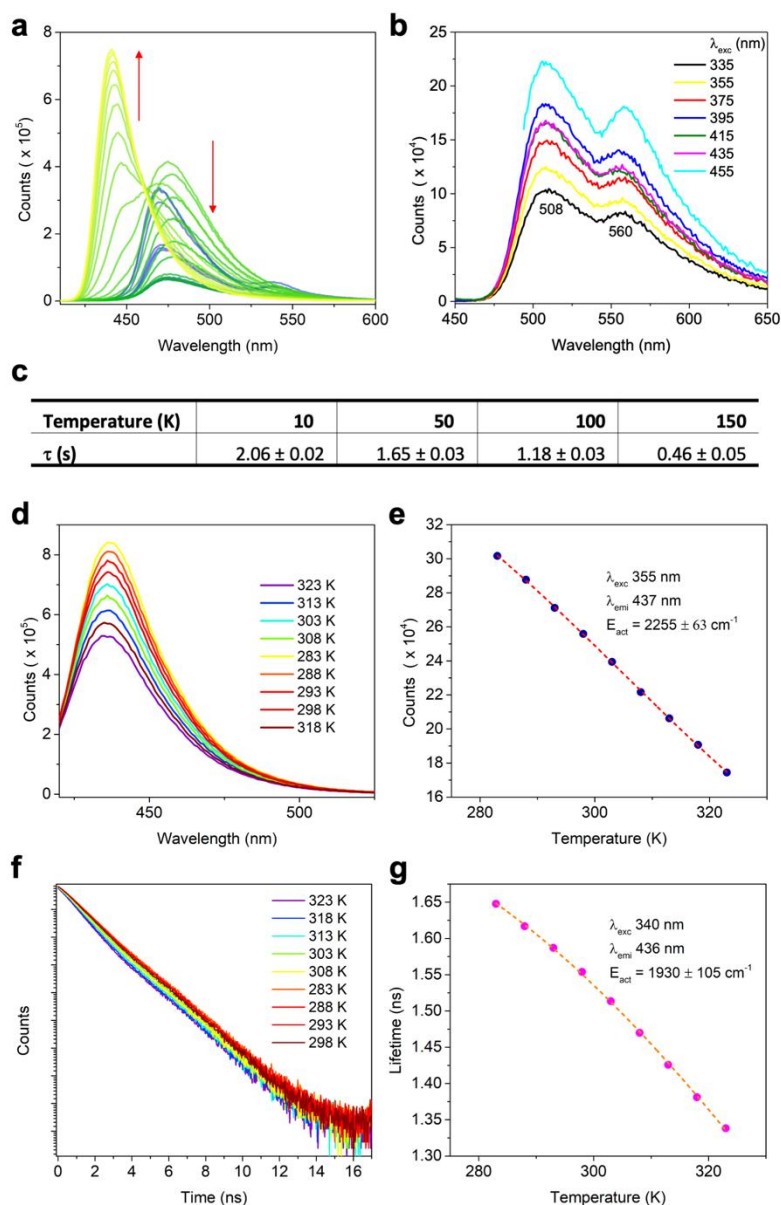 a
Counts ( x 10⁵)
8
6
4
2
0
450
500
550
600
Wavelength (nm)
b
Counts ( x 10⁴)
25
20
15
10
5
0
450
500
550
600
650
Wavelength (nm)
λexc (nm)
335
355
375
395
415
435
455
508
560
c
Temperature (K) 10 50 100 150
τ (s) 2.06 ± 0.02 1.65 ± 0.03 1.18 ± 0.03 0.46 ± 0.05
d
Counts ( x 10⁵)
8
6
4
2
0
450
500
Wavelength (nm)
323 K
313 K
303 K
308 K
283 K
288 K
293 K
298 K
318 K
e
Counts ( x 10⁴)
32
30
28
26
24
22
20
18
16
280
300
320
Temperature (K)
λexc 355 nm
λemi 437 nm
Eact = 2255 ± 63 cm⁻¹
f
Counts
0
2
4
6
8
10
12
14
16
Time (ns)
323 K
318 K
313 K
303 K
308 K
283 K
288 K
293 K
298 K
g
Lifetime (ns)
1.65
1.60
1.55
1.50
1.45
1.40
1.35
1.30
280
300
320
Temperature (K)
λexc 340 nm
λemi 436 nm
Eact = 1930 ± 105 cm⁻¹